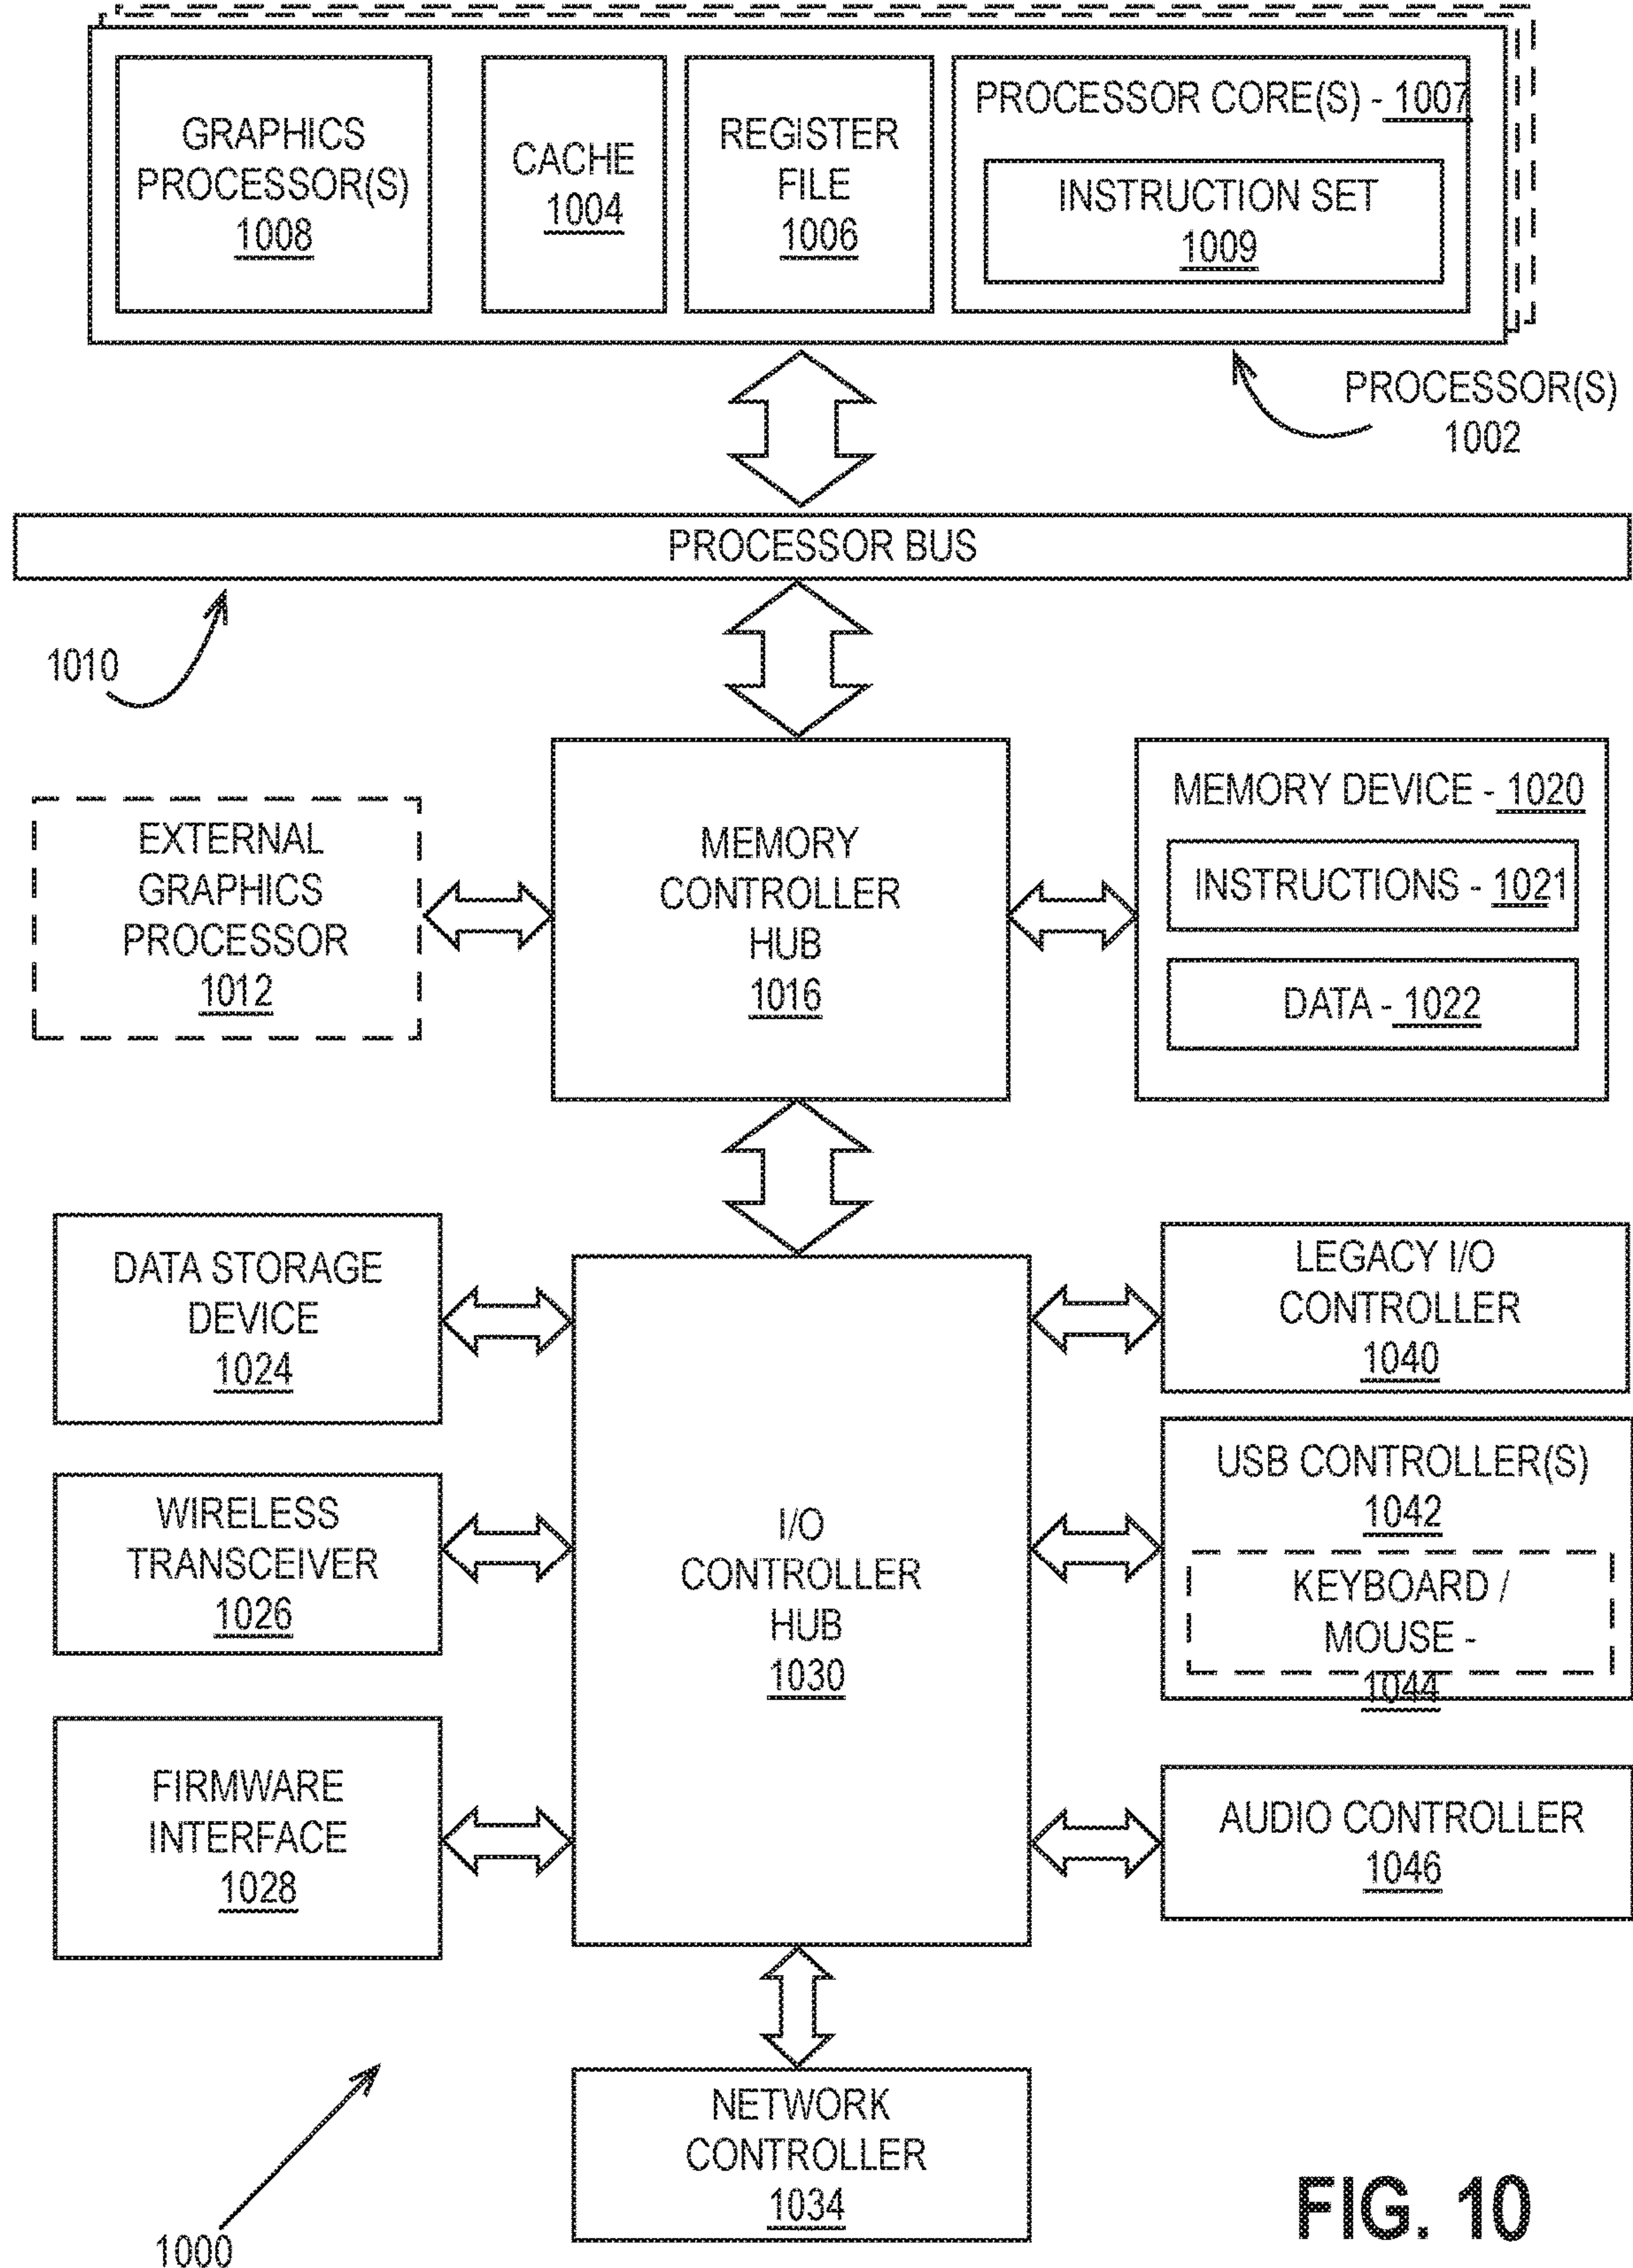 GRAPHICS
PROCESSOR(S)
1008
CACHE
1004
REGISTER
FILE
1006
PROCESSOR CORE(S) - 1007
INSTRUCTION SET
1009
PROCESSOR(S)
1002
PROCESSOR BUS
1010
EXTERNAL
GRAPHICS
PROCESSOR
1012
MEMORY
CONTROLLER
HUB
1016
MEMORY DEVICE - 1020
INSTRUCTIONS - 1021
DATA - 1022
DATA STORAGE
DEVICE
1024
WIRELESS
TRANSCEIVER
1026
FIRMWARE
INTERFACE
1028
I/O
CONTROLLER
HUB
1030
LEGACY I/O
CONTROLLER
1040
USB CONTROLLER(S)
1042
KEYBOARD /
MOUSE -
1044
AUDIO CONTROLLER
1046
NETWORK
CONTROLLER
1034
1000
FIG. 10